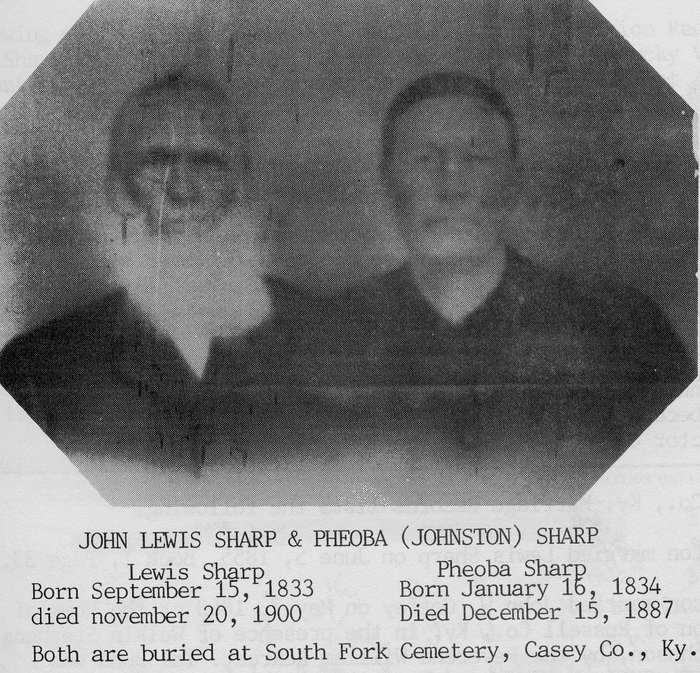 JOHN LEWIS SHARP & PHEOBA (JOHNSTON) SHARP
Lewis Sharp
Born September 15, 1833
died november 20, 1900
Pheoba Sharp
Born January 16, 1834
Died December 15, 1887
Both are buried at South Fork Cemetery, Casey Co., Ky.